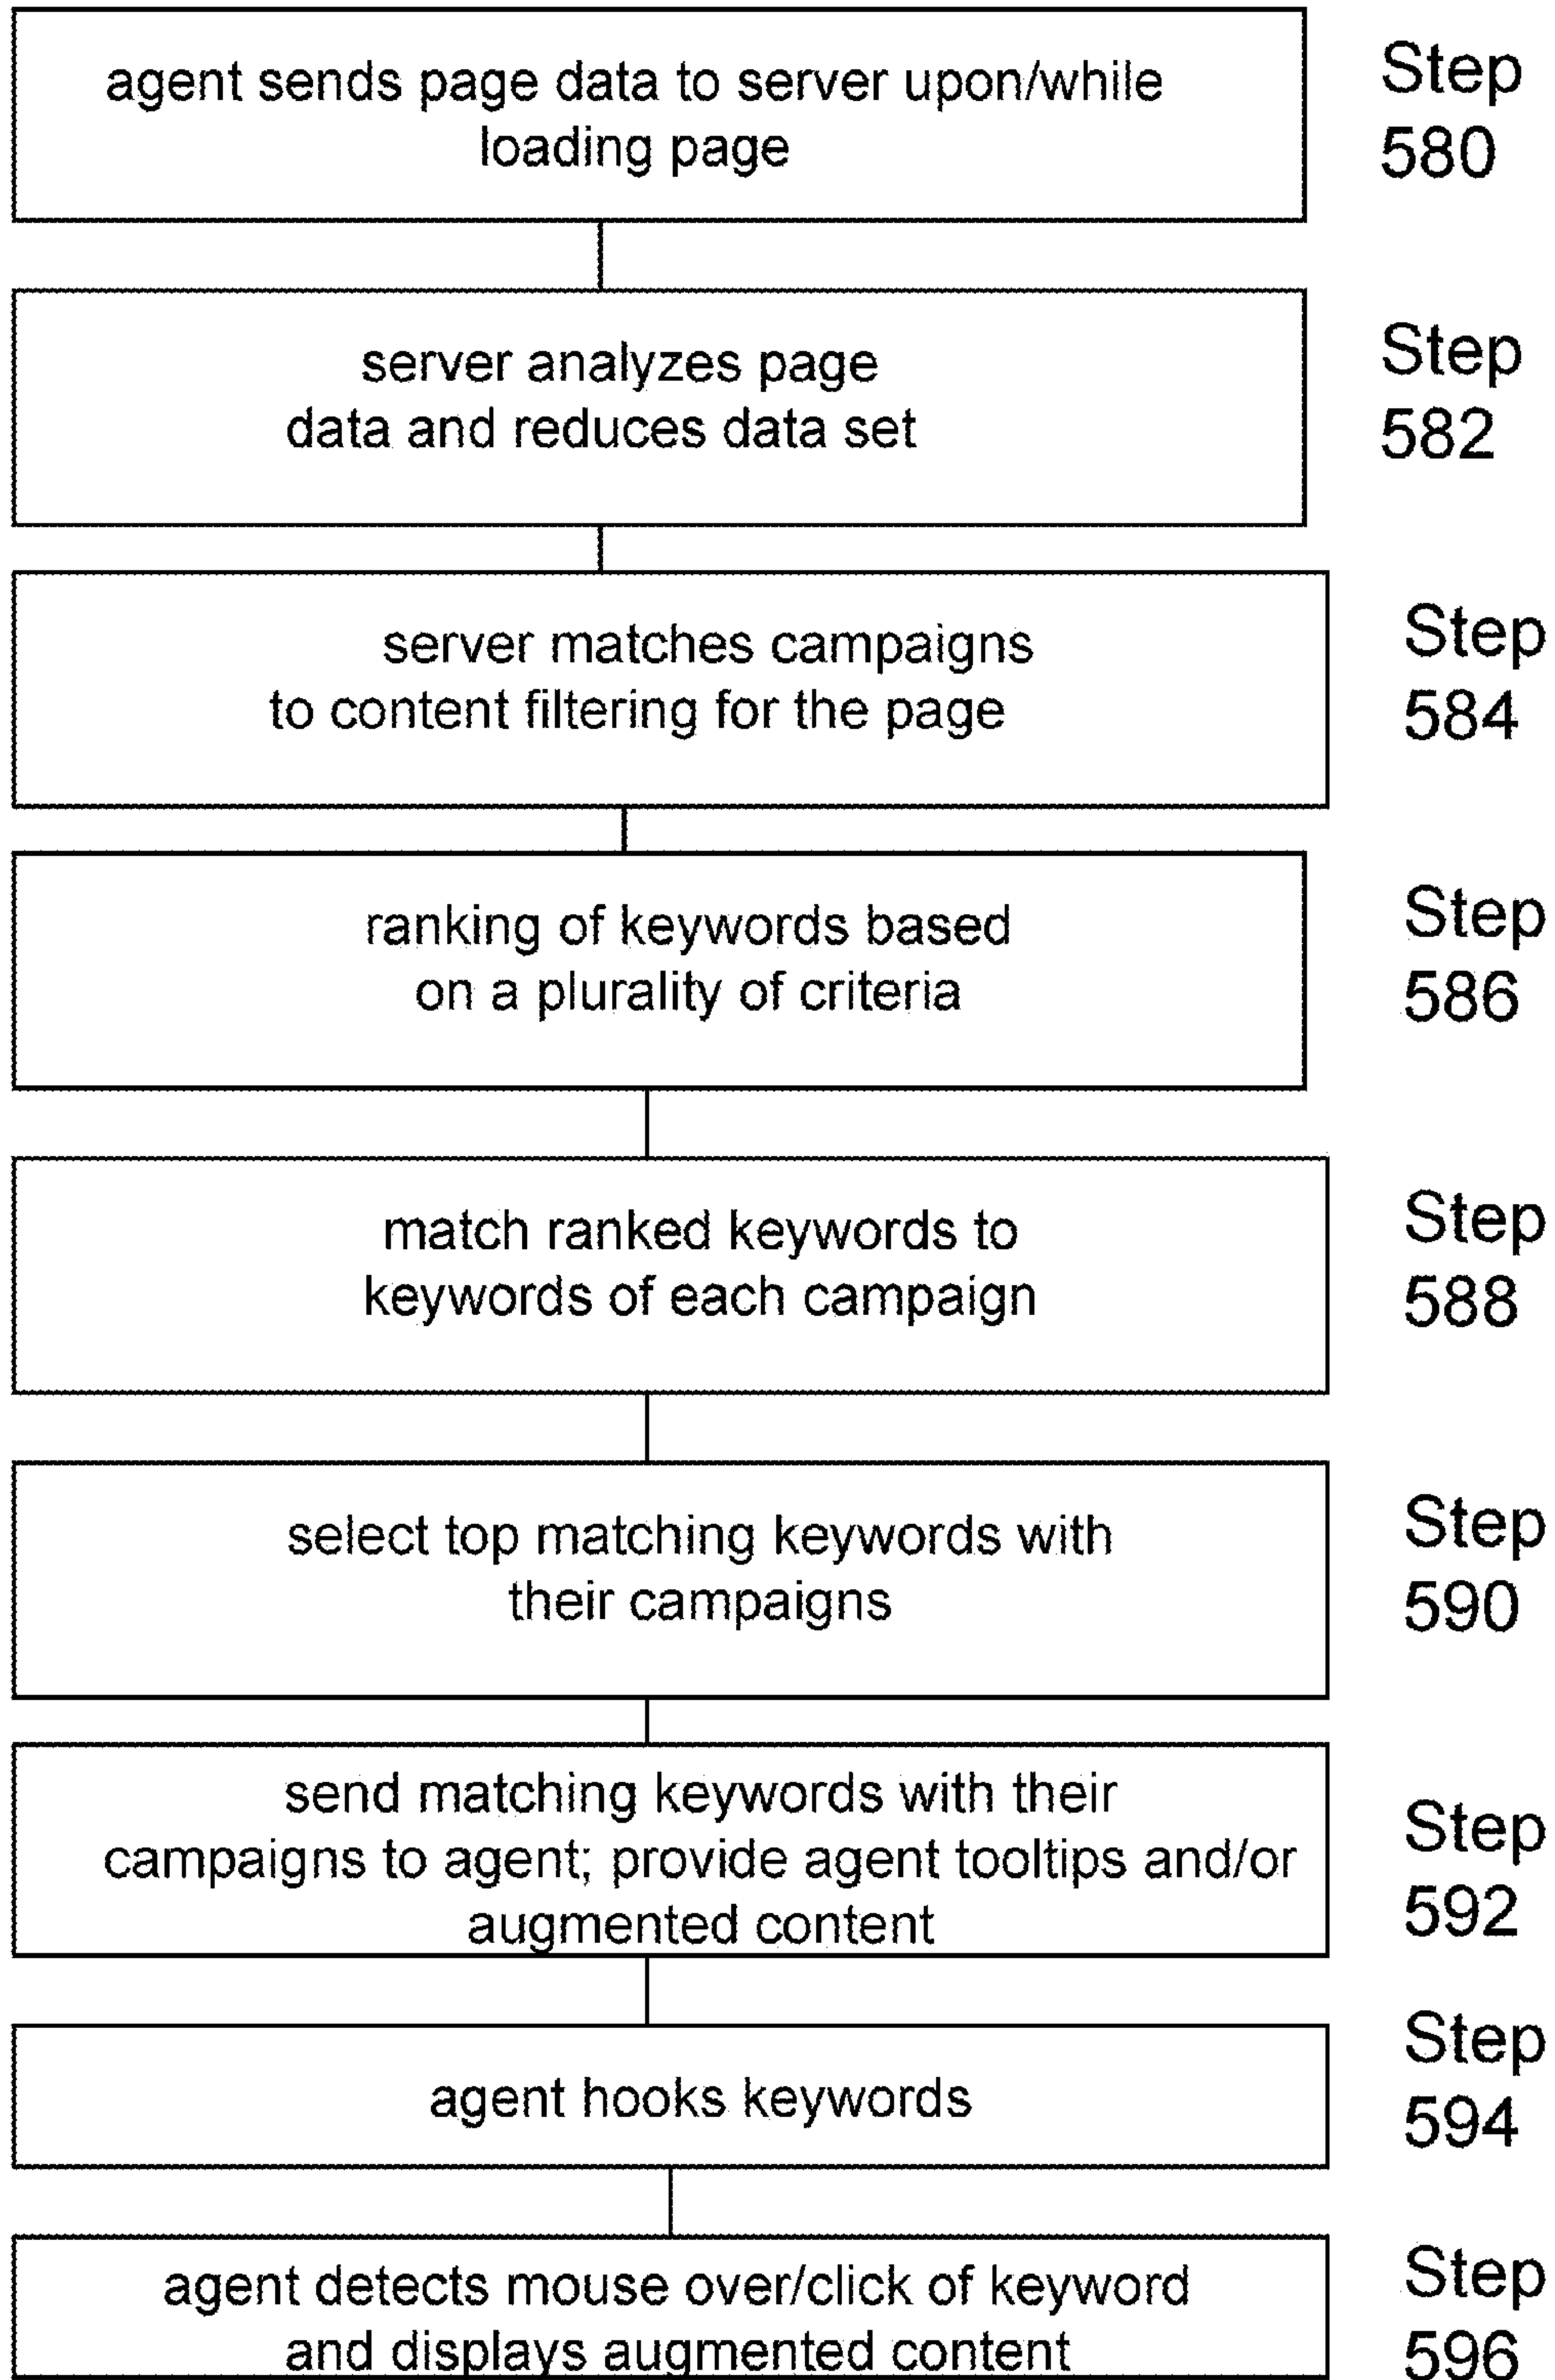 agent sends page data to server upon/while
loading page
Step
580
server analyzes page
data and reduces data set
Step
582
server matches campaigns
to content filtering for the page
Step
584
ranking of keywords based
on a plurality of criteria
Step
586
match ranked keywords to
keywords of each campaign
Step
588
select top matching keywords with
their campaigns
Step
590
send matching keywords with their
campaigns to agent; provide agent tooltips and/or
augmented content
Step
592
agent hooks keywords
Step
594
agent detects mouse over/click of keyword
and displays augmented content
Step
596